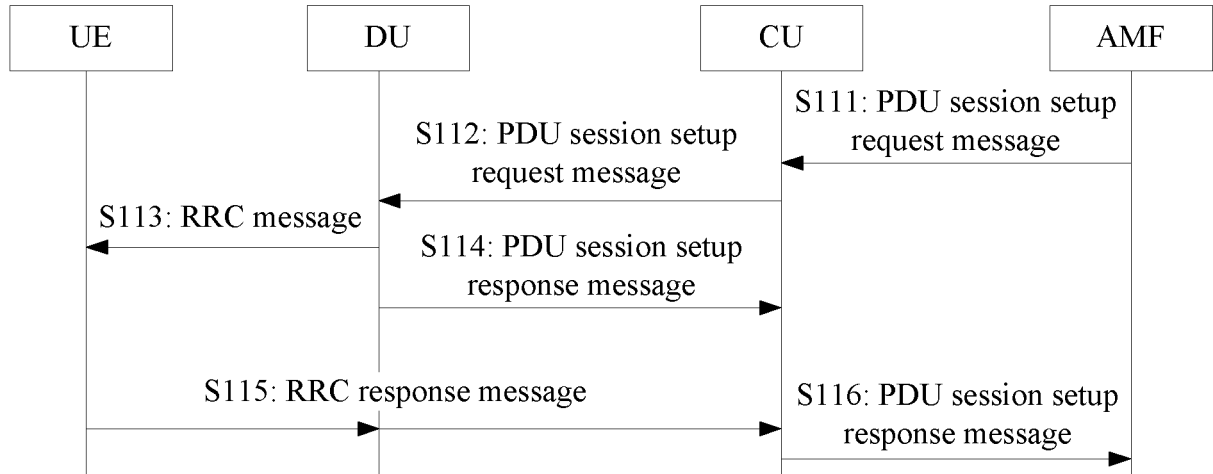 UE
DU
CU
AMF
S111: PDU session setup
request message
S112: PDU session setup
request message
S113: RRC message
S114: PDU session setup
response message
S115: RRC response message
S116: PDU session setup
response message